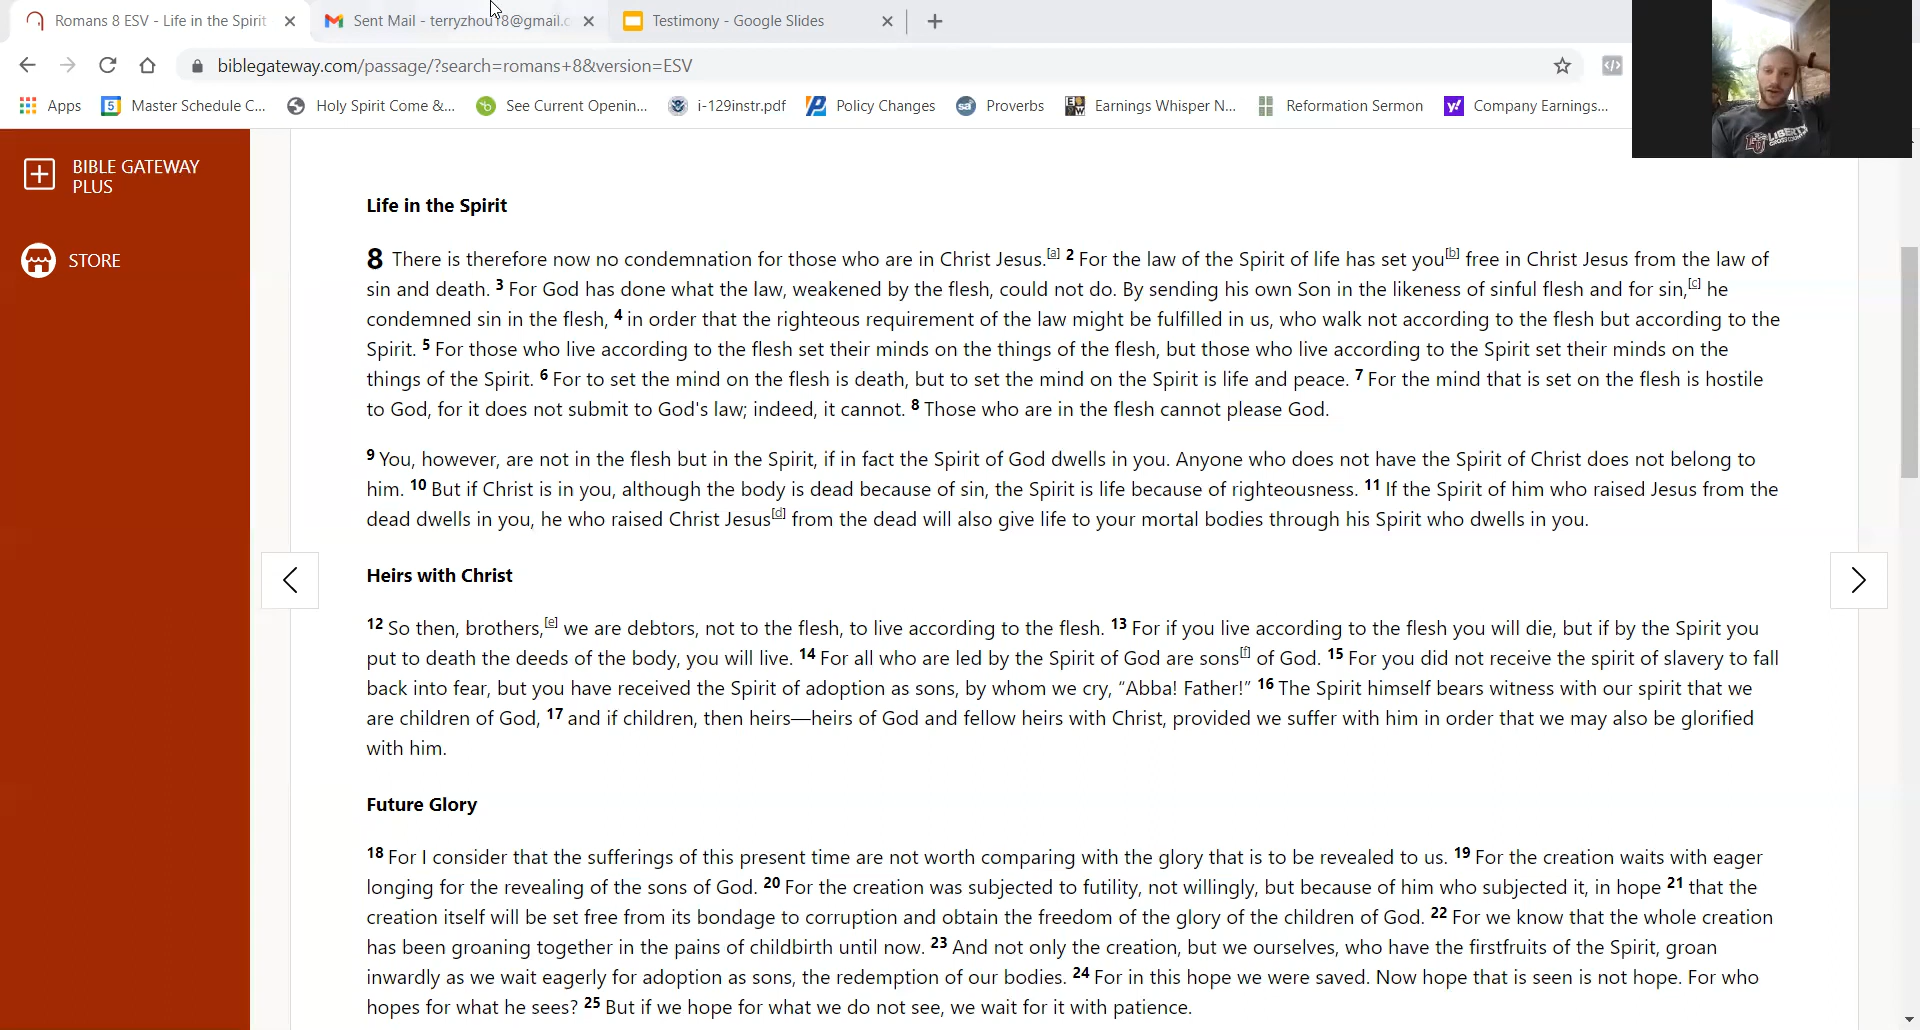 Romans 8 ESV - Life in the Spirit
Sent Mail - terryzhou18@gmail.c
Testimony - Google Slides
biblegateway.com/passage/?search=romans+8&version=ESV
Apps
5 Master Schedule C...
Holy Spirit Come &...
See Current Openin...
i-129instr.pdf
Policy Changes
sa Proverbs
Earnings Whisper N...
Reformation Sermon
y! Company Earnings...
LIBERTY
BIBLE GATEWAY
PLUS
STORE
Life in the Spirit
8 There is therefore now no condemnation for those who are in Christ Jesus.[a] 2 For the law of the Spirit of life has set you[b] free in Christ Jesus from the law of
sin and death. 3 For God has done what the law, weakened by the flesh, could not do. By sending his own Son in the likeness of sinful flesh and for sin,[c] he
condemned sin in the flesh, 4 in order that the righteous requirement of the law might be fulfilled in us, who walk not according to the flesh but according to the
Spirit. 5 For those who live according to the flesh set their minds on the things of the flesh, but those who live according to the Spirit set their minds on the
things of the Spirit. 6 For to set the mind on the flesh is death, but to set the mind on the Spirit is life and peace. 7 For the mind that is set on the flesh is hostile
to God, for it does not submit to God's law; indeed, it cannot. 8 Those who are in the flesh cannot please God.
9 You, however, are not in the flesh but in the Spirit, if in fact the Spirit of God dwells in you. Anyone who does not have the Spirit of Christ does not belong to
him. 10 But if Christ is in you, although the body is dead because of sin, the Spirit is life because of righteousness. 11 If the Spirit of him who raised Jesus from the
dead dwells in you, he who raised Christ Jesus[d] from the dead will also give life to your mortal bodies through his Spirit who dwells in you.
Heirs with Christ
12 So then, brothers,[e] we are debtors, not to the flesh, to live according to the flesh. 13 For if you live according to the flesh you will die, but if by the Spirit you
put to death the deeds of the body, you will live. 14 For all who are led by the Spirit of God are sons[f] of God. 15 For you did not receive the spirit of slavery to fall
back into fear, but you have received the Spirit of adoption as sons, by whom we cry, “Abba! Father!” 16 The Spirit himself bears witness with our spirit that we
are children of God, 17 and if children, then heirs—heirs of God and fellow heirs with Christ, provided we suffer with him in order that we may also be glorified
with him.
Future Glory
18 For I consider that the sufferings of this present time are not worth comparing with the glory that is to be revealed to us. 19 For the creation waits with eager
longing for the revealing of the sons of God. 20 For the creation was subjected to futility, not willingly, but because of him who subjected it, in hope 21 that the
creation itself will be set free from its bondage to corruption and obtain the freedom of the glory of the children of God. 22 For we know that the whole creation
has been groaning together in the pains of childbirth until now. 23 And not only the creation, but we ourselves, who have the firstfruits of the Spirit, groan
inwardly as we wait eagerly for adoption as sons, the redemption of our bodies. 24 For in this hope we were saved. Now hope that is seen is not hope. For who
hopes for what he sees? 25 But if we hope for what we do not see, we wait for it with patience.